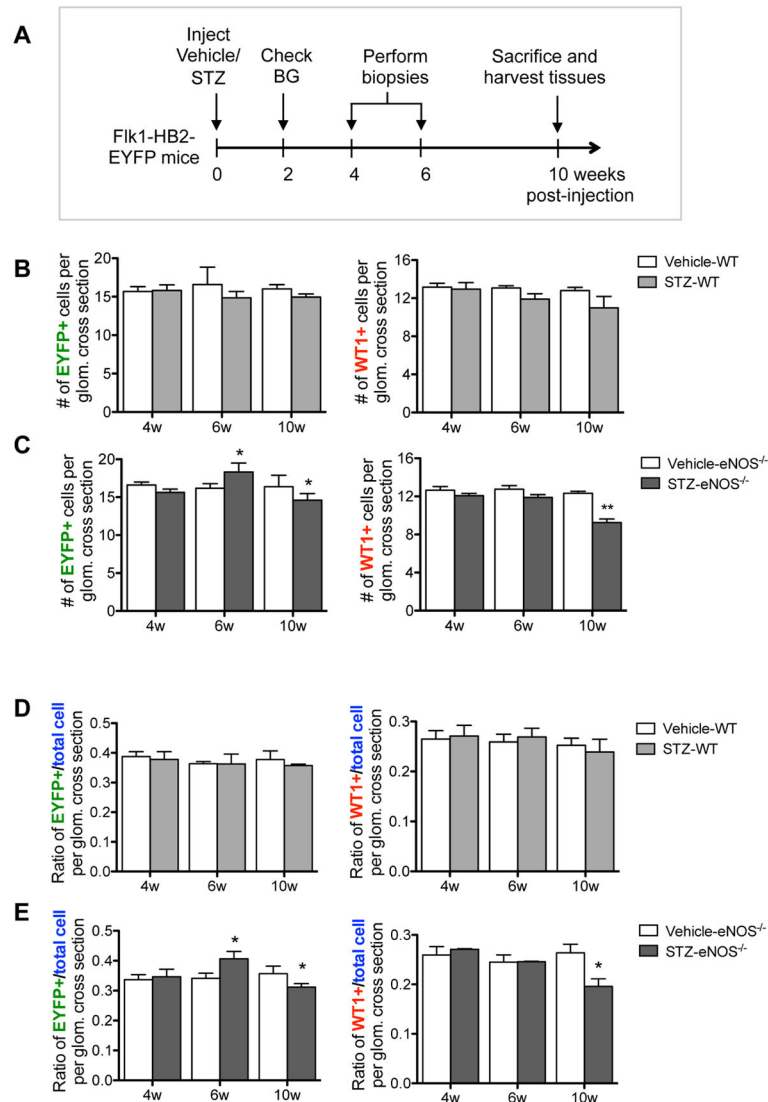 A
Inject
Vehicle/
STZ
Check
BG
Perform
biopsies
Sacrifice and
harvest tissues
Flk1-HB2-
EYFP mice
0
2
4
6
10 weeks
post-injection
B
# of EYFP+ cells per
glom. cross section
20
15
10
5
0
4w
6w
10w
# of WT1+ cells per
glom. cross section
16
12
8
4
0
4w
6w
10w
Vehicle-WT
STZ-WT
C
# of EYFP+ cells per
glom. cross section
20
15
10
5
0
*
*
4w
6w
10w
# of WT1+ cells per
glom. cross section
16
12
8
4
0
**
4w
6w
10w
Vehicle-eNOS-/-
STZ-eNOS-/-
D
Ratio of EYFP+/total cell
per glom. cross section
0.5
0.4
0.3
0.2
0.1
0.0
4w
6w
10w
Ratio of WT1+/total cell
per glom. cross section
0.3
0.2
0.1
0.0
4w
6w
10w
Vehicle-WT
STZ-WT
E
Ratio of EYFP+/total cell
per glom. cross section
0.5
0.4
0.3
0.2
0.1
0.0
*
*
4w
6w
10w
Ratio of WT1+/total cell
per glom. cross section
0.3
0.2
0.1
0.0
*
4w
6w
10w
Vehicle-eNOS-/-
STZ-eNOS-/-